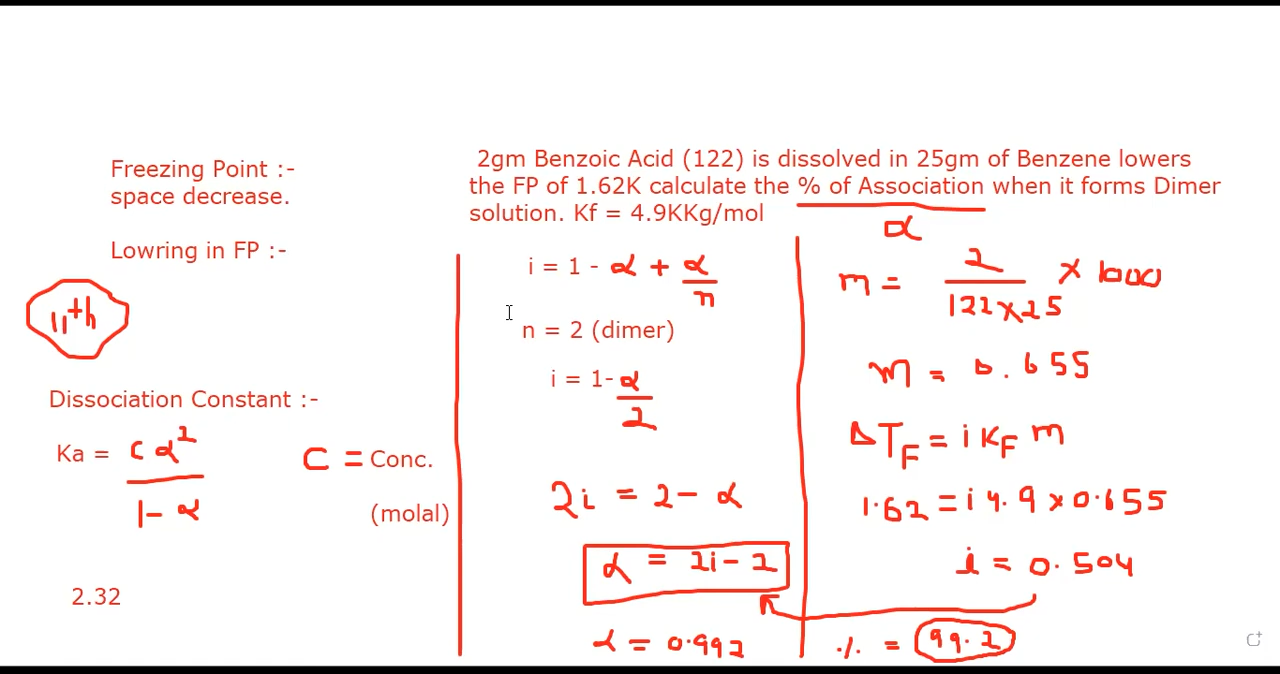 Freezing Point :-
space decrease.
Lowring in FP :-
11th
Dissociation Constant :-
Ka = cα²
1- α
C = Conc.
(molal)
2.32
2gm Benzoic Acid (122) is dissolved in 25gm of Benzene lowers
the FP of 1.62K calculate the % of Association when it forms Dimer
solution. Kf = 4.9KKg/mol
α
i = 1 - α + α
n
n = 2 (dimer)
i = 1- α
2
2i = 2 - α
α = 2i - 2
α = 0.992
m = 2 × 1000
122×25
m = 0.655
ΔTF = i KF m
1.62 = i 4.9 × 0.655
i = 0.504
·/. = 99.2